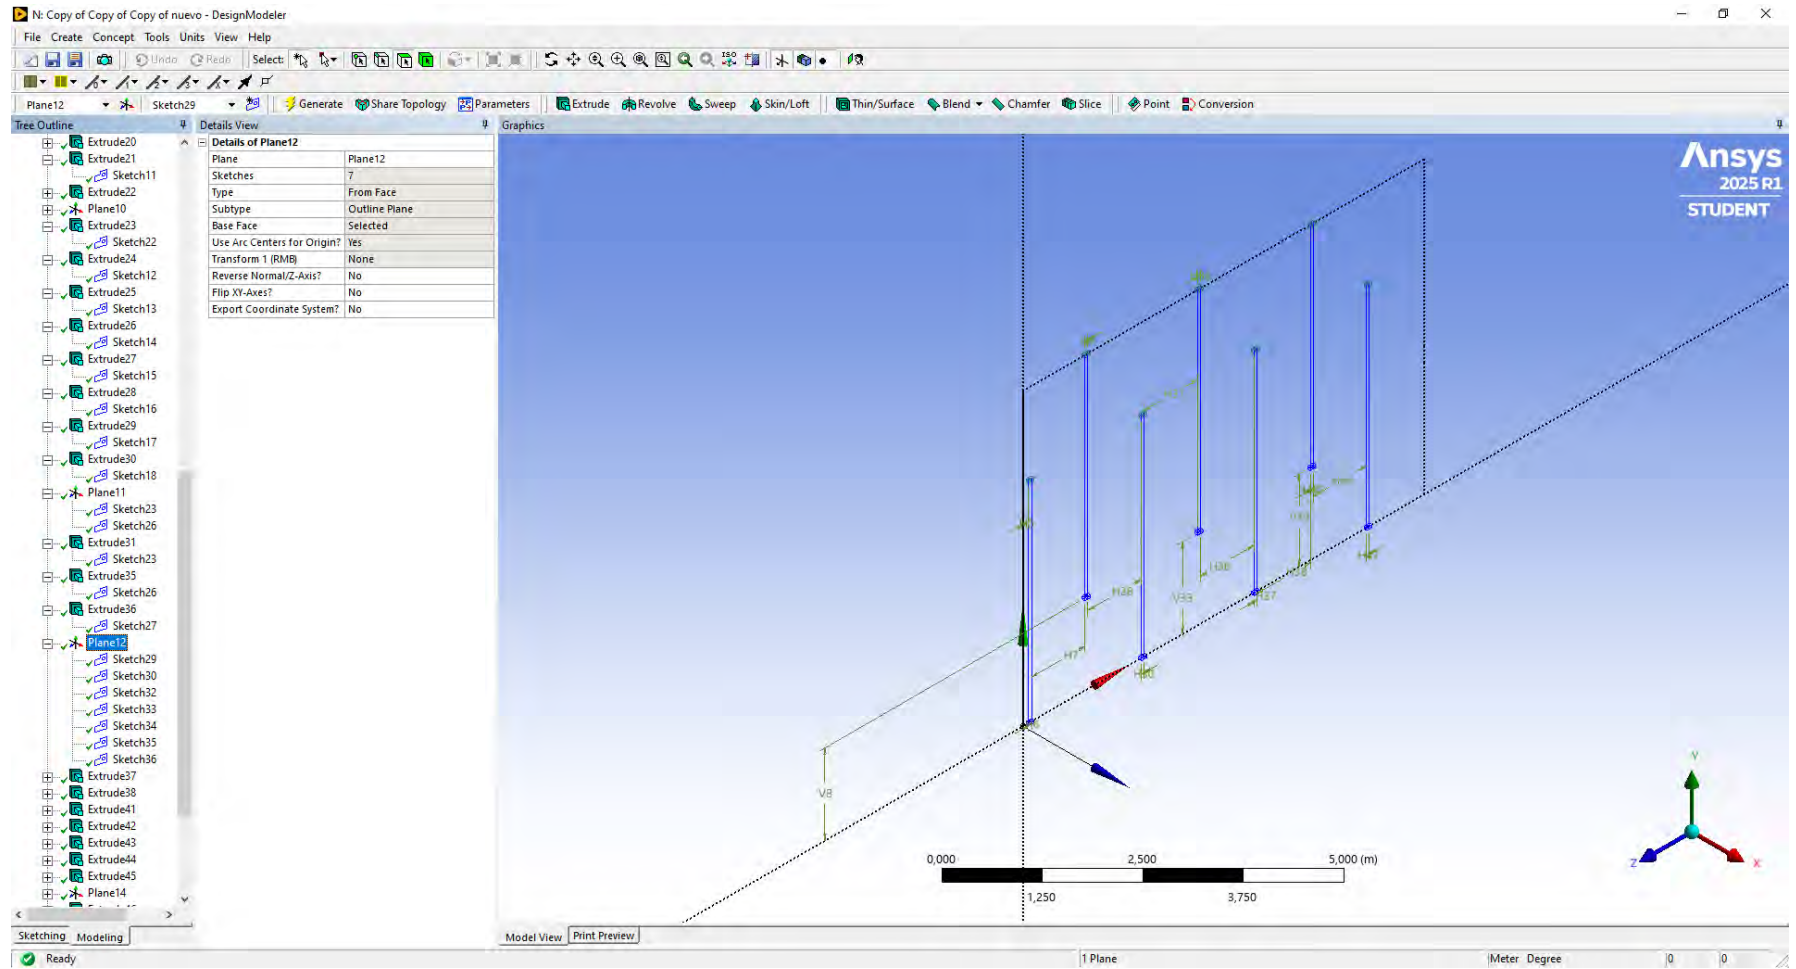 N: Copy of Copy of Copy of nuevo - DesignModeler
File Create Concept Tools Units View Help
Undo Redo Select: ISO
Plane12 Sketch29 Generate Share Topology Parameters Extrude Revolve Sweep Skin/Loft Thin/Surface Blend Chamfer Slice Point Conversion
Tree Outline
Extrude20
Extrude21
Sketch11
Extrude22
Plane10
Extrude23
Sketch22
Extrude24
Sketch12
Extrude25
Sketch13
Extrude26
Sketch14
Extrude27
Sketch15
Extrude28
Sketch16
Extrude29
Sketch17
Extrude30
Sketch18
Plane11
Sketch23
Sketch26
Extrude31
Sketch23
Extrude35
Sketch26
Extrude36
Sketch27
Plane12
Sketch29
Sketch30
Sketch32
Sketch33
Sketch34
Sketch35
Sketch36
Extrude37
Extrude38
Extrude41
Extrude42
Extrude43
Extrude44
Extrude45
Plane14
Sketching Modeling
Details View
Details of Plane12
Plane Plane12
Sketches 7
Type From Face
Subtype Outline Plane
Base Face Selected
Use Arc Centers for Origin? Yes
Transform 1 (RMB) None
Reverse Normal/Z-Axis? No
Flip XY-Axes? No
Export Coordinate System? No
Graphics
Ansys
2025 R1
STUDENT
H28
H36
V33
H37
H7
V8
0,000 2,500 5,000 (m)
1,250 3,750
Y
Z X
Model View Print Preview
Ready 1 Plane Meter Degree 0 0